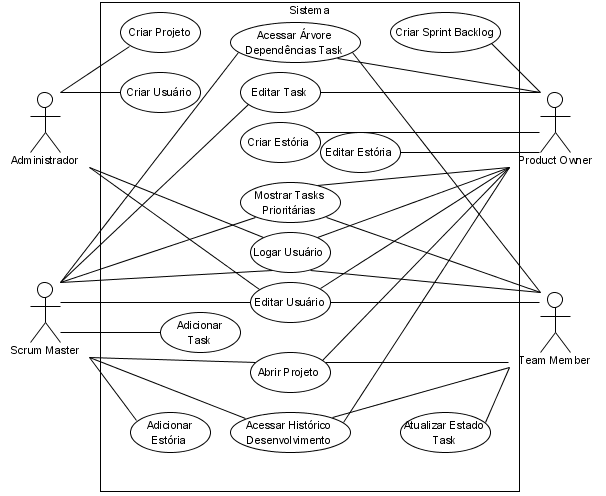 Sistema
Criar Projeto
Acessar Árvore
Dependências Task
Criar Sprint Backlog
Criar Usuário
Editar Task
Administrador
Criar Estória
Editar Estória
Product Owner
Mostrar Tasks
Prioritárias
Logar Usuário
Editar Usuário
Adicionar
Task
Scrum Master
Abrir Projeto
Team Member
Adicionar
Estória
Acessar Histórico
Desenvolvimento
Atualizar Estado
Task